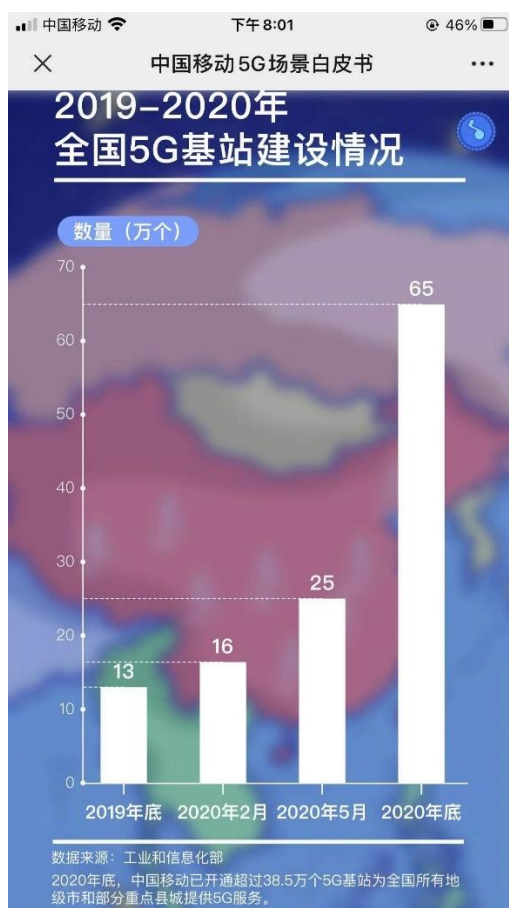 中国移动 下午8:01 46%
中国移动5G场景白皮书
2019-2020年
全国5G基站建设情况
数量（万个）
70
65
60
50
40
30
25
20
16
13
10
0
2019年底 2020年2月 2020年5月 2020年底
数据来源：工业和信息化部
2020年底，中国移动已开通超过38.5万个5G基站为全国所有地
级市和部分重点县城提供5G服务。